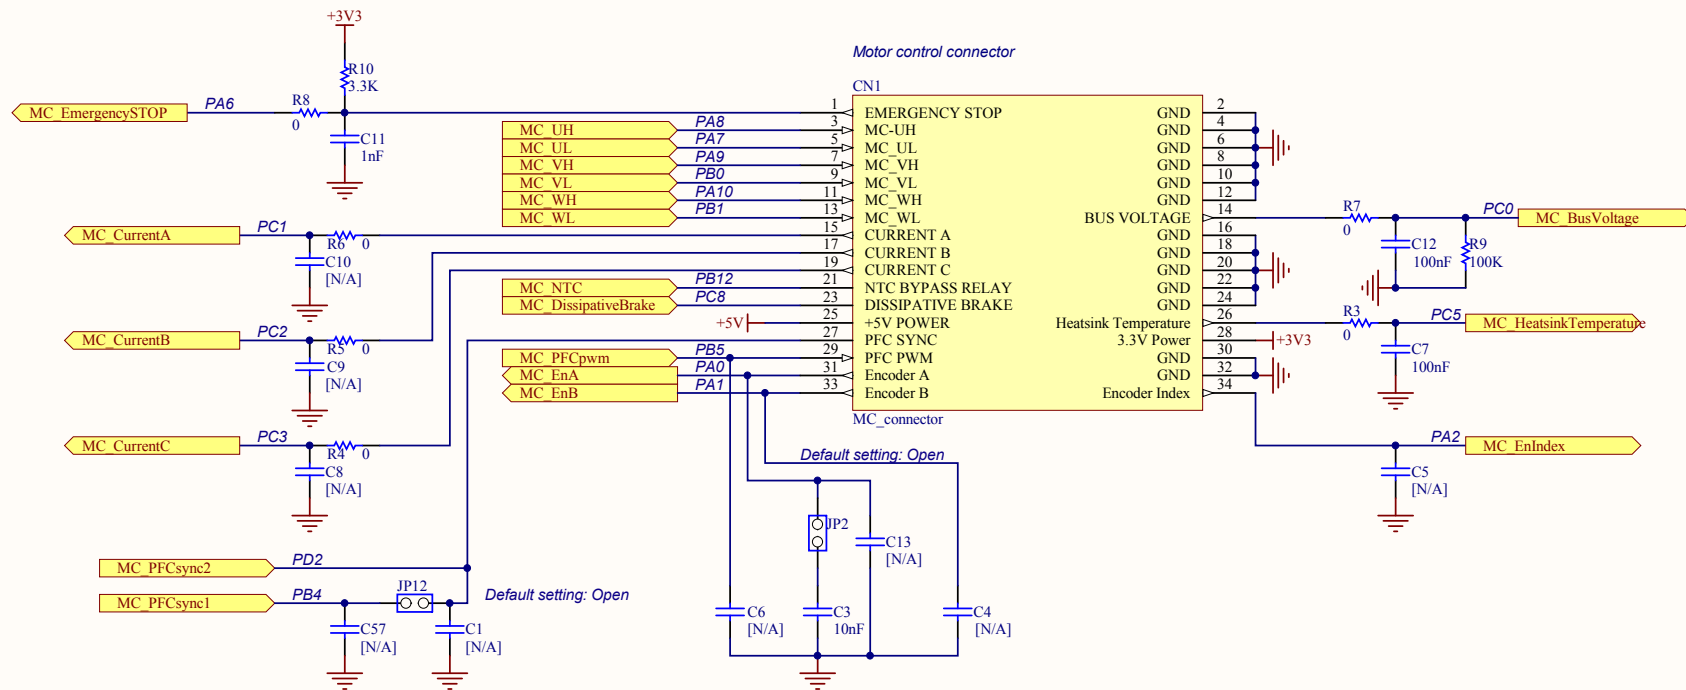 +3V3
Motor control connector
R10
3.3K
CN1
MC_EmergencySTOP PA6 R8 0
C11
1nF
1 EMERGENCY STOP GND 2
MC_UH PA8 3 MC-UH GND 4
MC_UL PA7 5 MC_UL GND 6
MC_VH PA9 7 MC_VH GND 8
MC_VL PB0 9 MC_VL GND 10
MC_WH PA10 11 MC_WH GND 12
MC_WL PB1 13 MC_WL BUS VOLTAGE 14 R7 0 PC0 MC_BusVoltage
MC_CurrentA PC1 R6 0 15 CURRENT A GND 16
C10
[N/A]
C12
100nF
R9
100K
17 CURRENT B GND 18
19 CURRENT C GND 20
MC_NTC PB12 21 NTC BYPASS RELAY GND 22
MC_DissipativeBrake PC8 23 DISSIPATIVE BRAKE GND 24
+5V 25 +5V POWER Heatsink Temperature 26 R3 0 PC5 MC_HeatsinkTemperature
MC_CurrentB PC2 R5 0 27 PFC SYNC 3.3V Power 28 +3V3
C9
[N/A]
C7
100nF
MC_PFCpwm PB5 29 PFC PWM GND 30
MC_EnA PA0 31 Encoder A GND 32
MC_EnB PA1 33 Encoder B Encoder Index 34
MC_connector
MC_CurrentC PC3 R4 0
C8
[N/A]
Default setting: Open
PA2 MC_EnIndex
C5
[N/A]
JP2
C13
[N/A]
MC_PFCsync2 PD2
MC_PFCsync1 PB4 JP12
Default setting: Open
C57
[N/A]
C1
[N/A]
C6
[N/A]
C3
10nF
C4
[N/A]